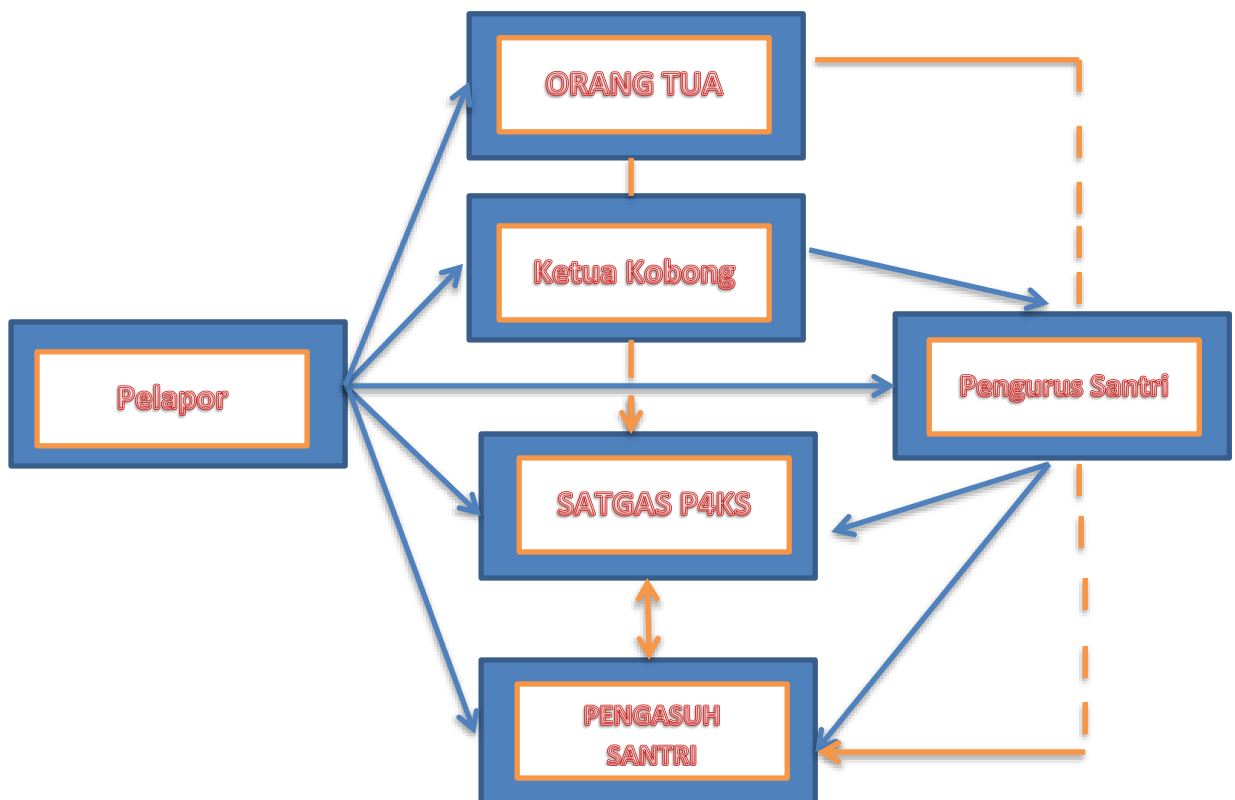 ORANG TUA
Ketua Kobong
Pelapor
Pengurus Santri
SATGAS P4KS
PENGASUH
SANTRI